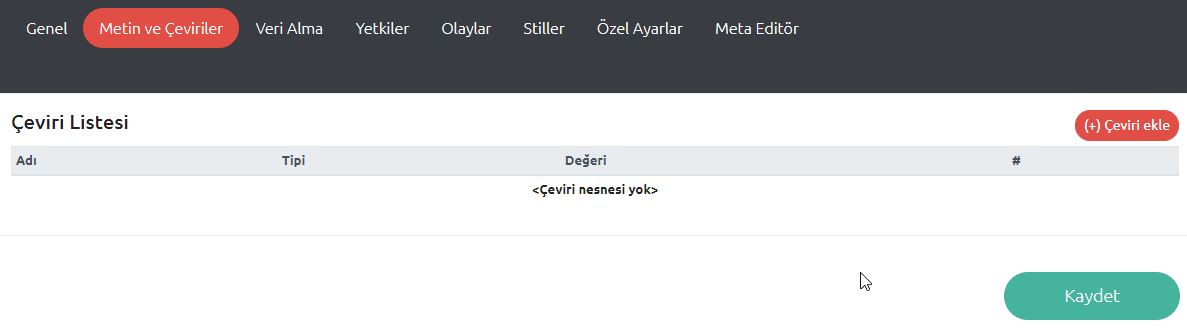 Genel Metin ve Çeviriler Veri Alma Yetkiler Olaylar Stiller Özel Ayarlar Meta Editör
Çeviri Listesi (+) Çeviri ekle
Adı Tipi Değeri #
<Çeviri nesnesi yok>
Kaydet